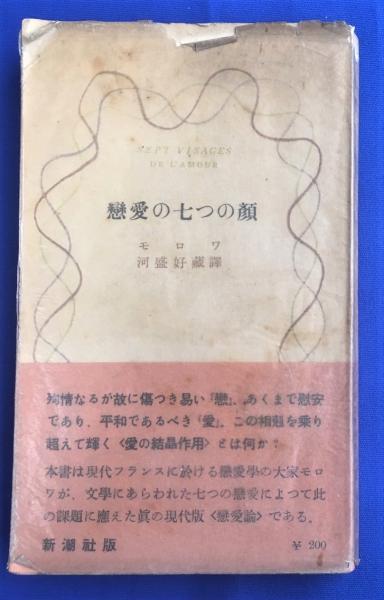 SEPT VISAGES
DE L'AMOUR
戀愛の七つの顏
モロワ
河盛好藏譯
殉情なるが故に傷つき易い「戀」、あくまで慰安
であり、平和であるべき「愛」、この相剋を乗り
超えて輝く〈愛の結晶作用〉とは何か?
本書は現代フランスに於ける戀愛學の大家モロ
ワが、文學にあらわれた七つの戀愛によつて此
の課題に應えた眞の現代版〈戀愛論〉である。
新潮社版
¥ 200